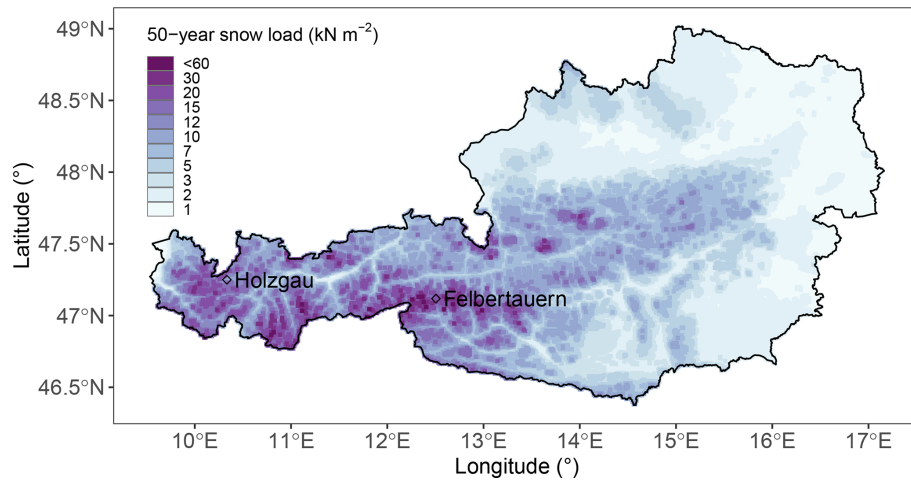 50−year snow load (kN m⁻²)
<60
30
20
15
12
10
7
5
3
2
1
49°N
48.5°N
48°N
47.5°N
47°N
46.5°N
Latitude (°)
Holzgau
Felbertauern
10°E 11°E 12°E 13°E 14°E 15°E 16°E 17°E
Longitude (°)